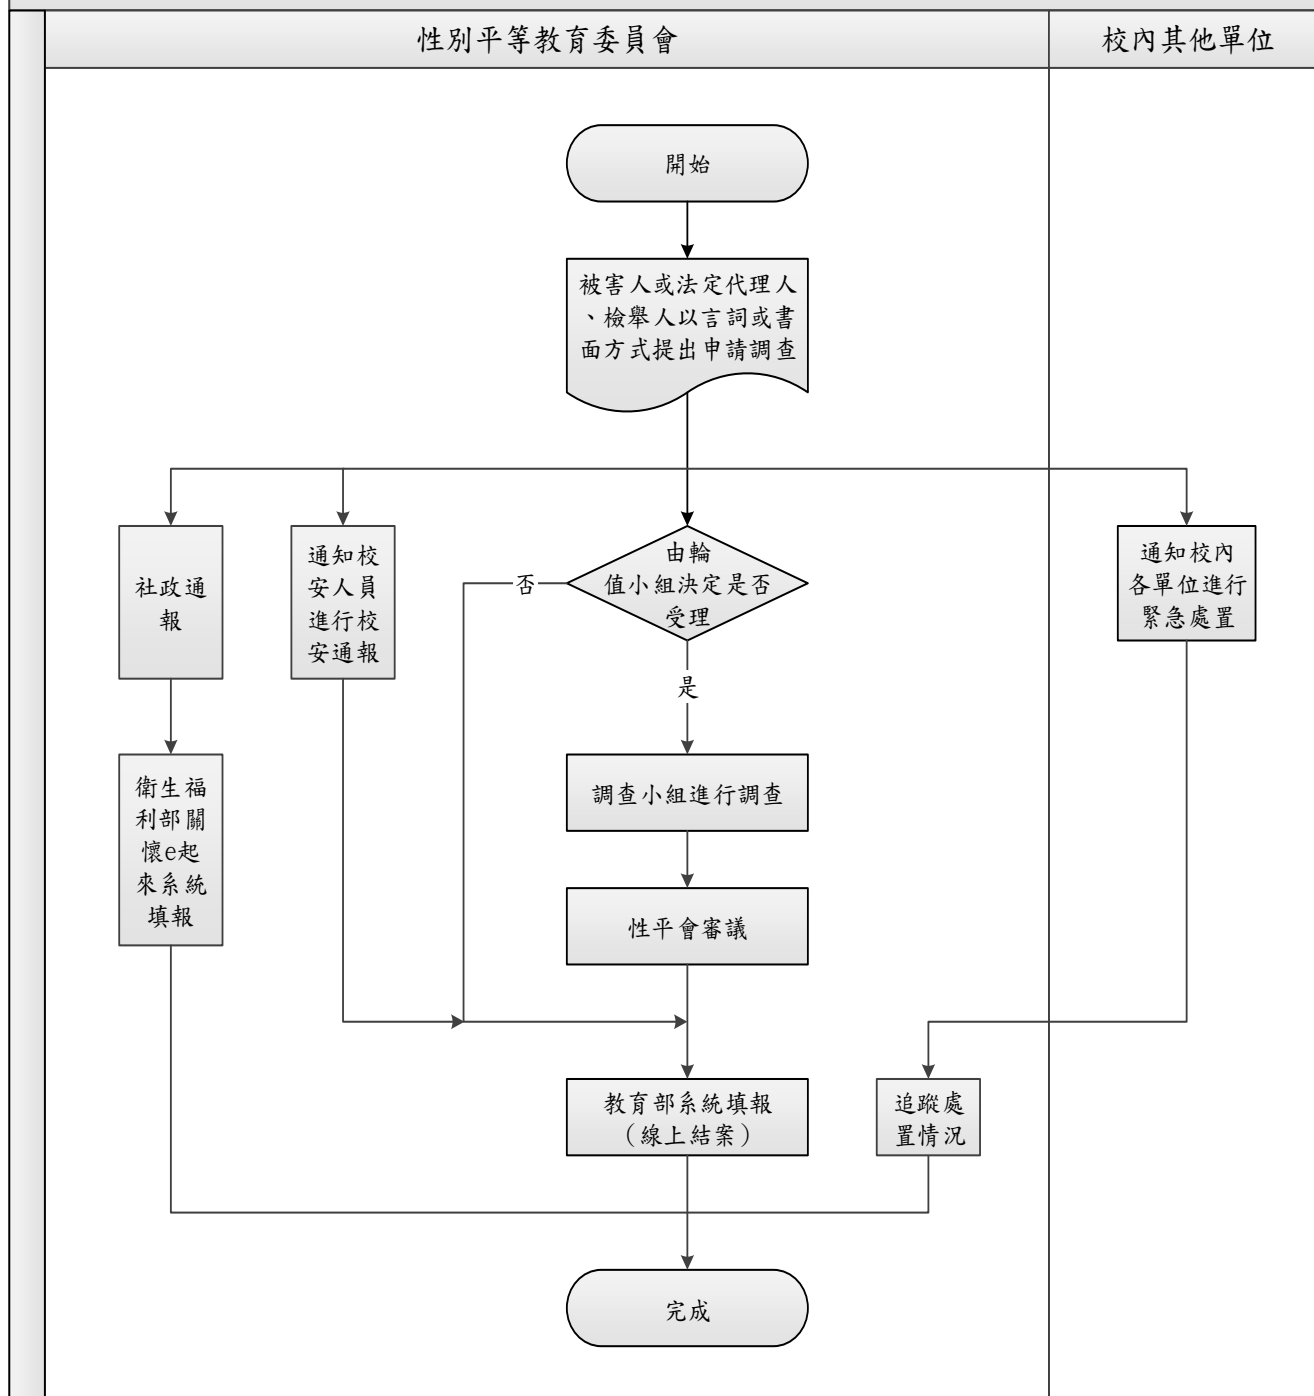 性別平等教育委員會
校內其他單位
開始
被害人或法定代理人
、檢舉人以言詞或書
面方式提出申請調查
社政通
報
通知校
安人員
進行校
安通報
否
由輪
值小組決定是否
受理
通知校內
各單位進行
緊急處置
是
衛生福
利部關
懷e起
來系統
填報
調查小組進行調查
性平會審議
教育部系統填報
（線上結案）
追蹤處
置情況
完成